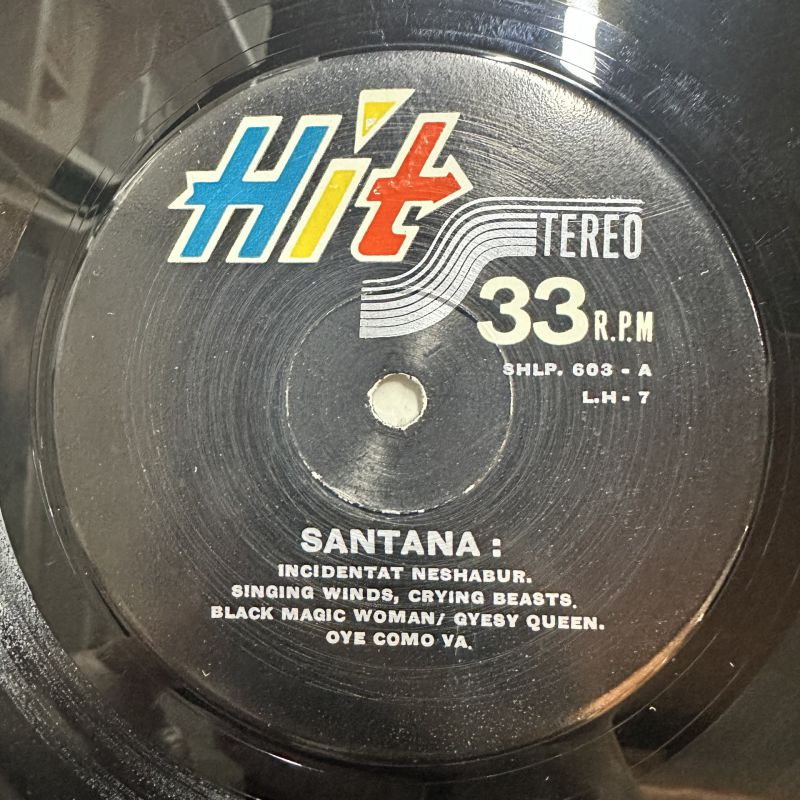 Hit
STEREO
33 R.P.M
SHLP. 603 - A
L.H - 7
SANTANA :
INCIDENTAT NESHABUR.
SINGING WINDS, CRYING BEASTS.
BLACK MAGIC WOMAN/ GYESY QUEEN.
OYE COMO VA.